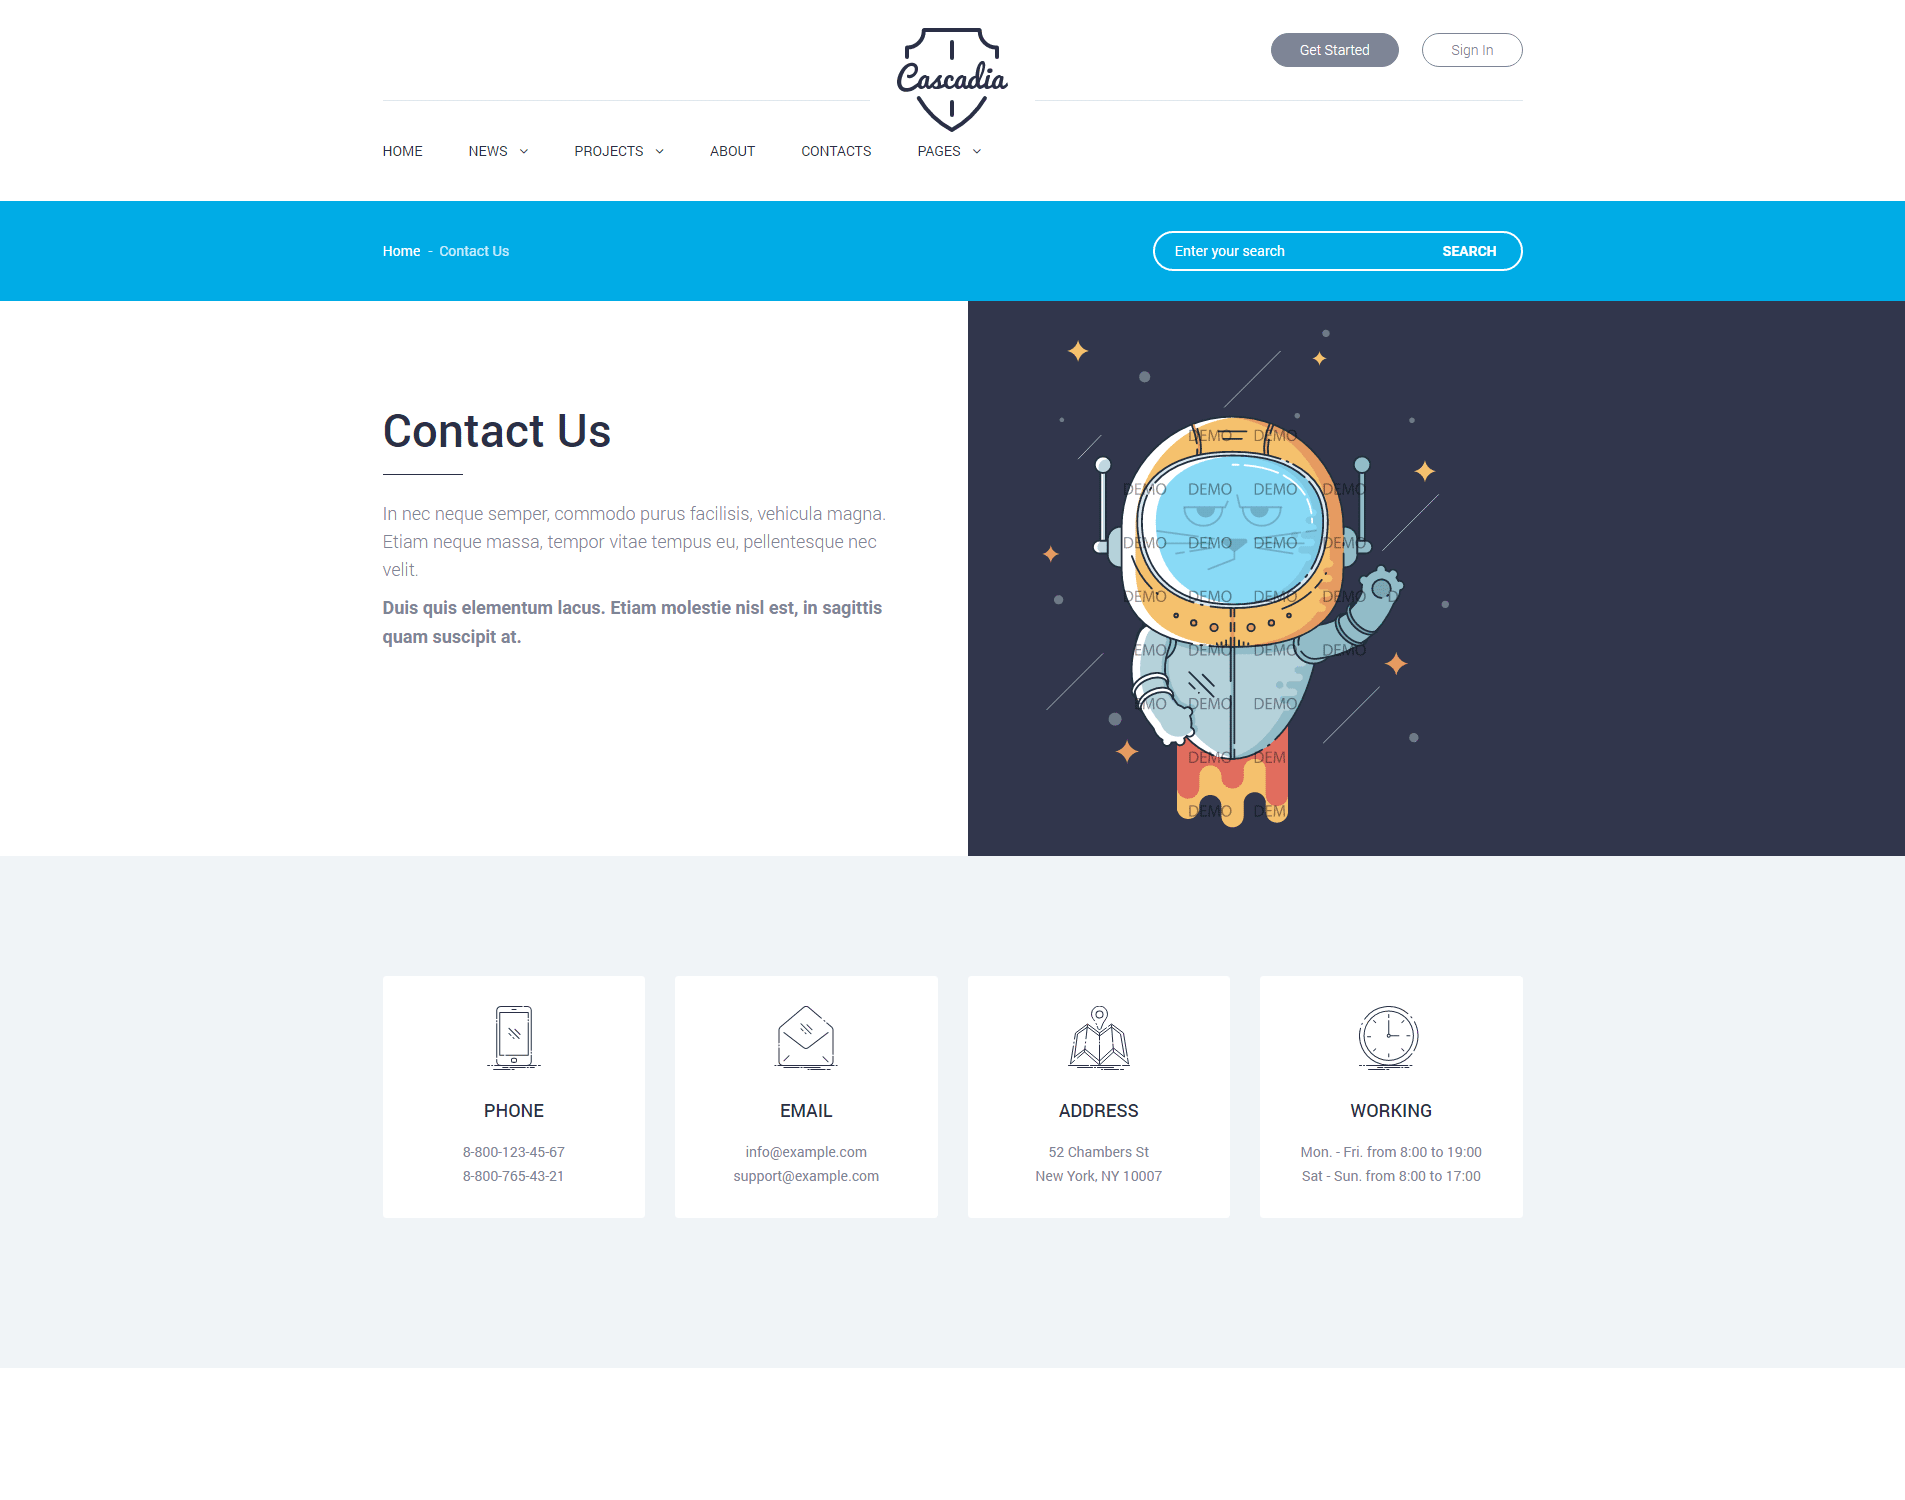 Cascadia
Get Started
Sign In
HOME
NEWS
PROJECTS
ABOUT
CONTACTS
PAGES
Home - Contact Us
Enter your search
SEARCH
Contact Us
In nec neque semper, commodo purus facilisis, vehicula magna.
Etiam neque massa, tempor vitae tempus eu, pellentesque nec
velit.
Duis quis elementum lacus. Etiam molestie nisl est, in sagittis
quam suscipit at.
DEMO DEMO
DEMO DEMO DEMO DEMO
DEMO DEMO DEMO DEMO
DEMO DEMO DEMO DEMO D
EMO DEMO DEMO DEMO
MO DEMO DEMO
DEMO DEM
DEMO DEM
PHONE
8-800-123-45-67
8-800-765-43-21
EMAIL
info@example.com
support@example.com
ADDRESS
52 Chambers St
New York, NY 10007
WORKING
Mon. - Fri. from 8:00 to 19:00
Sat - Sun. from 8:00 to 17:00